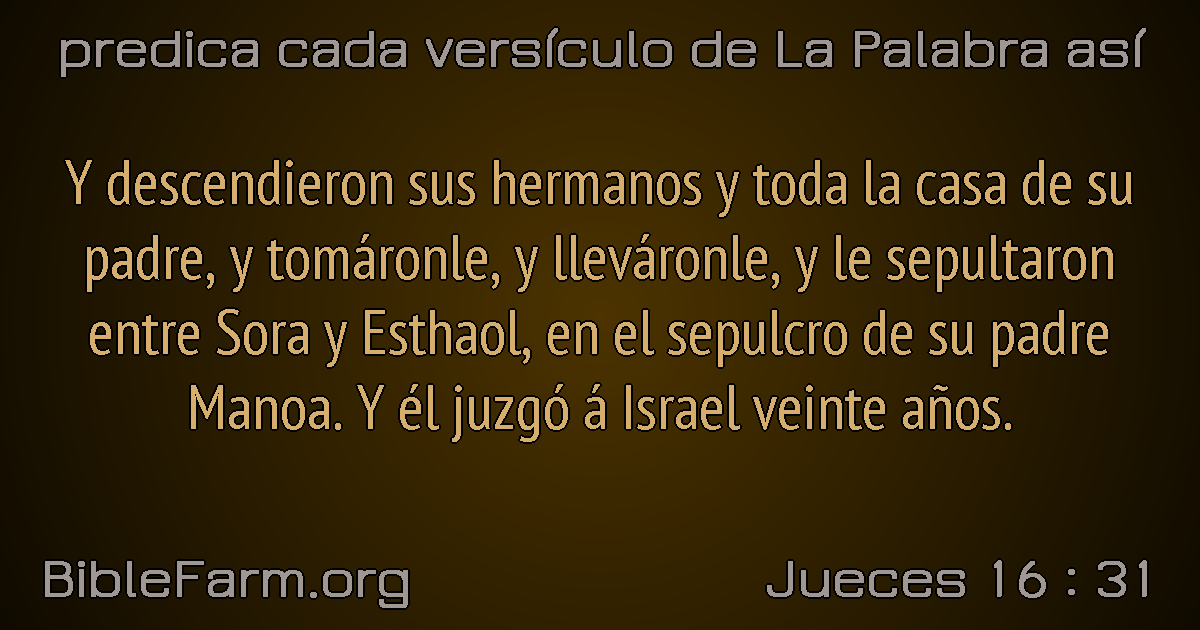 predica cada versículo de La Palabra así
Y descendieron sus hermanos y toda la casa de su
padre, y tomáronle, y lleváronle, y le sepultaron
entre Sora y Esthaol, en el sepulcro de su padre
Manoa. Y él juzgó á Israel veinte años.
BibleFarm.org
Jueces 16 : 31